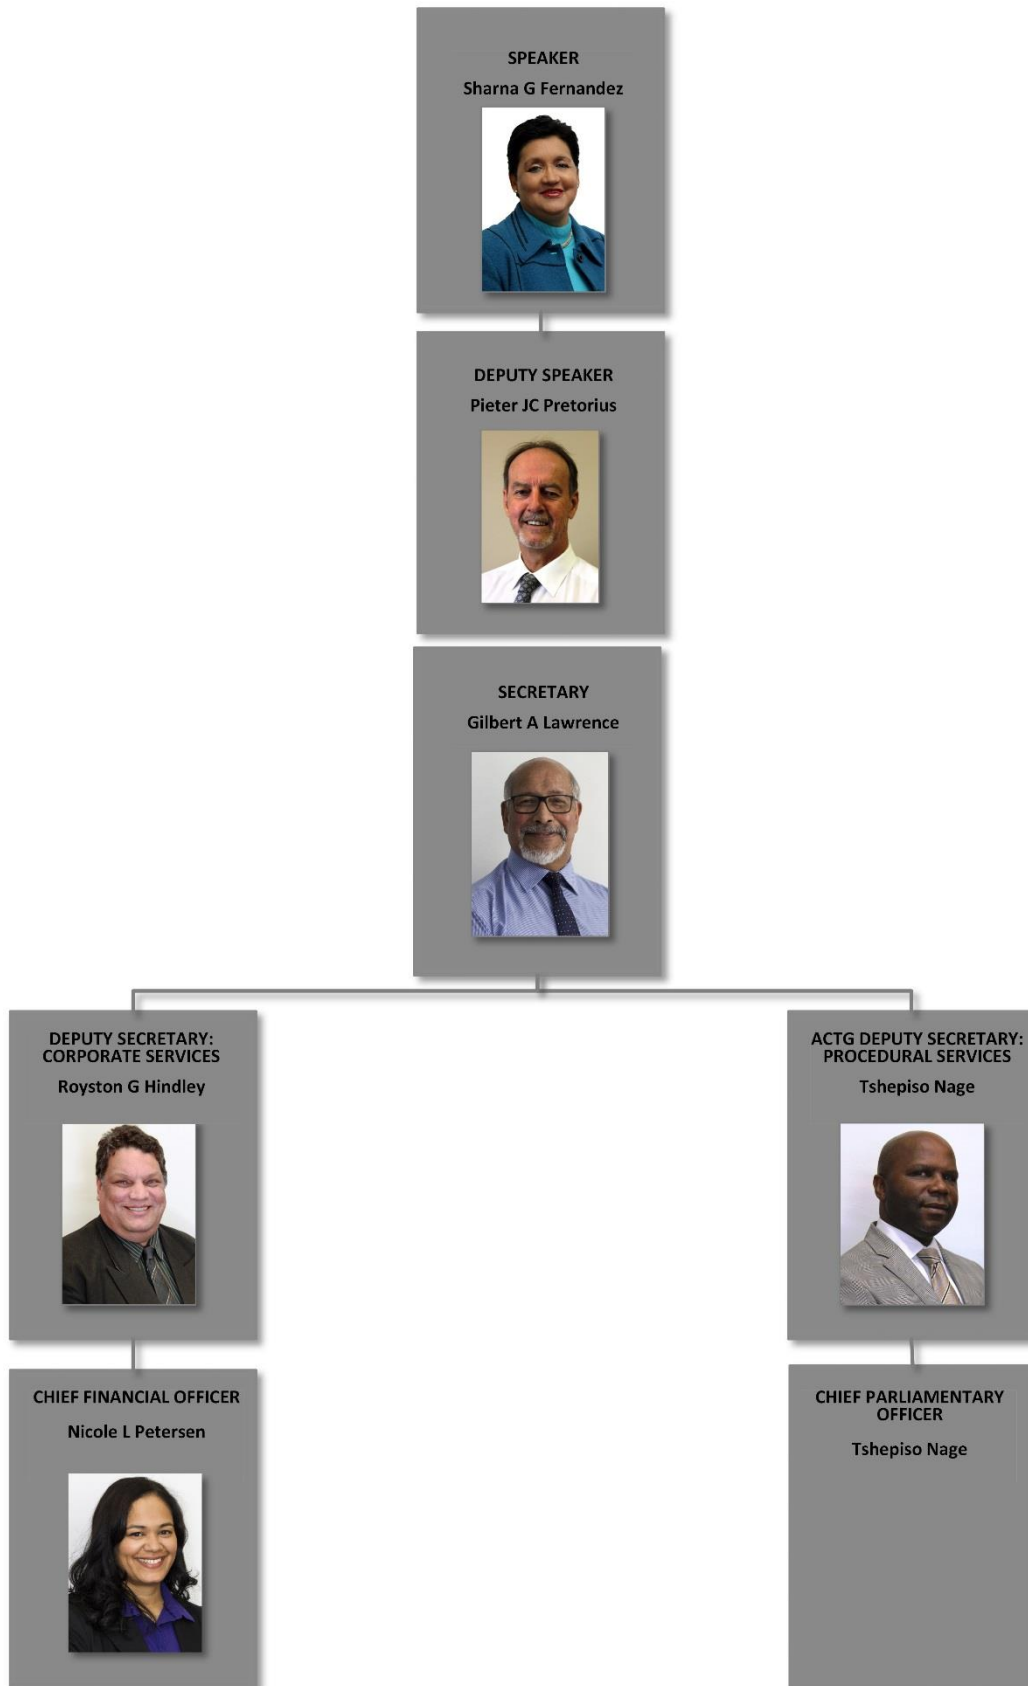 SPEAKER
Sharna G Fernandez
DEPUTY SPEAKER
Pieter JC Pretorius
SECRETARY
Gilbert A Lawrence
DEPUTY SECRETARY:
CORPORATE SERVICES
Royston G Hindley
ACTG DEPUTY SECRETARY:
PROCEDURAL SERVICES
Tshepiso Nage
CHIEF FINANCIAL OFFICER
Nicole L Petersen
CHIEF PARLIAMENTARY
OFFICER
Tshepiso Nage